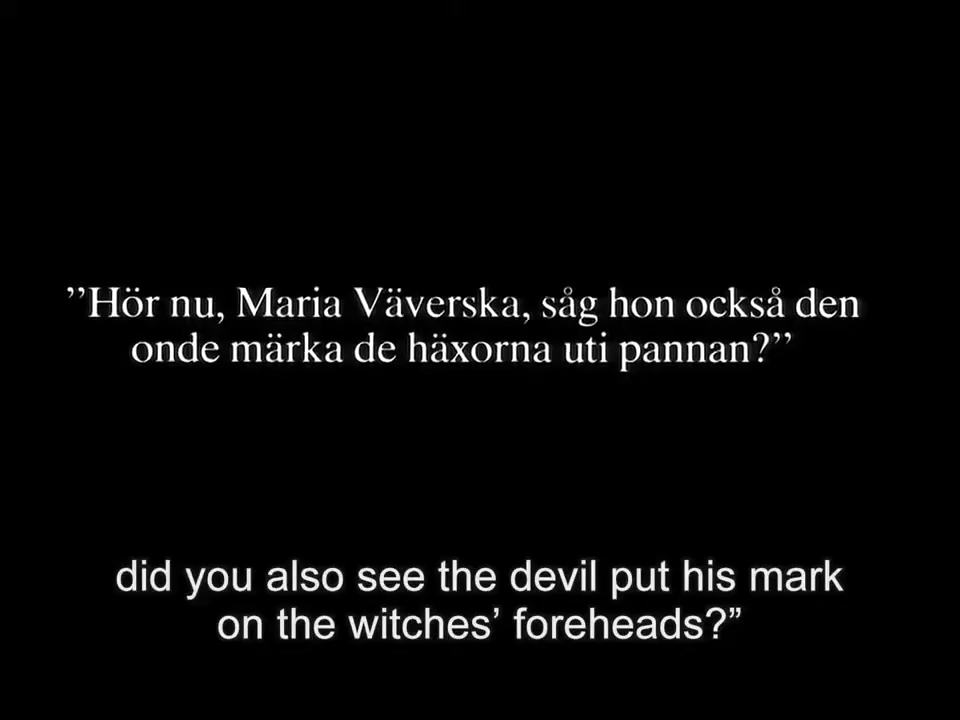 ”Hör nu, Maria Väverska, såg hon också den
onde märka de häxorna uti pannan?”
did you also see the devil put his mark
on the witches’ foreheads?”